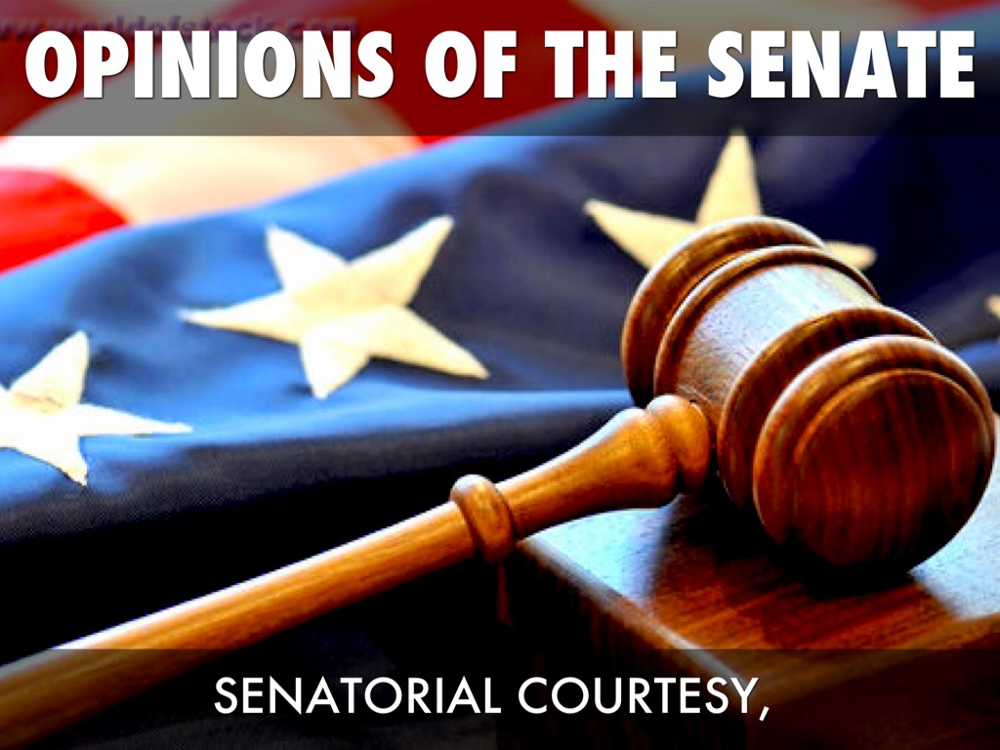 OPINIONS OF THE SENATE
SENATORIAL COURTESY,